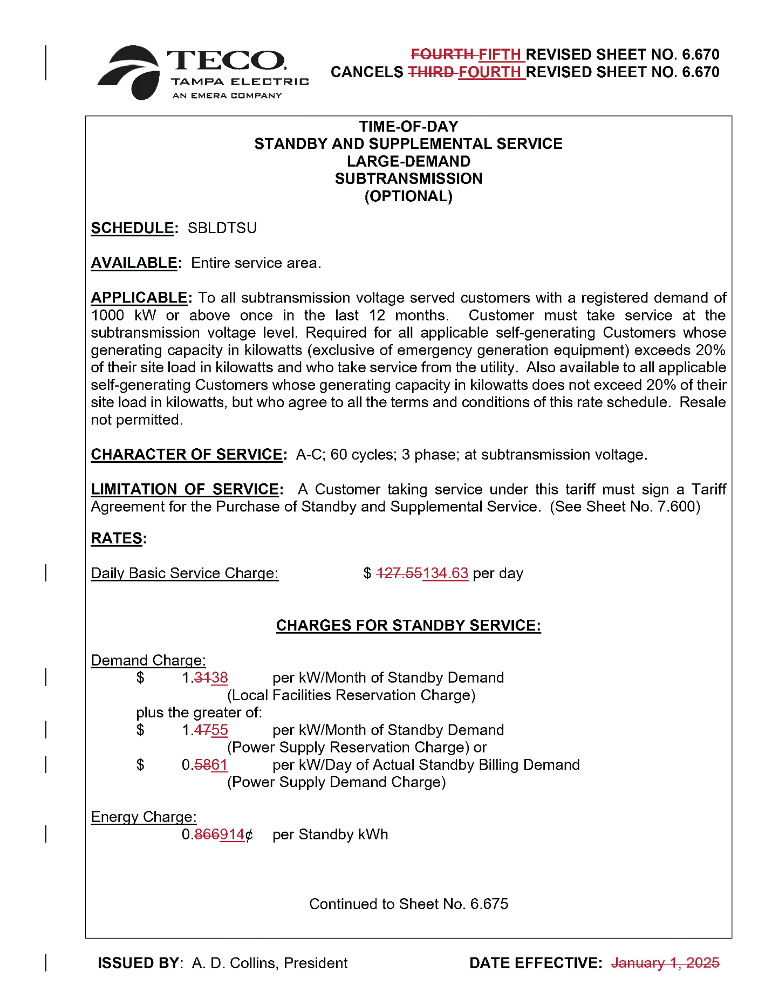 TECO.
TAMPA ELECTRIC
AN EMERA COMPANY
FOURTH FIFTH REVISED SHEET NO. 6.670
CANCELS THIRD FOURTH REVISED SHEET NO. 6.670
TIME-OF-DAY
STANDBY AND SUPPLEMENTAL SERVICE
LARGE-DEMAND
SUBTRANSMISSION
(OPTIONAL)
SCHEDULE: SBLDTSU
AVAILABLE: Entire service area.
APPLICABLE: To all subtransmission voltage served customers with a registered demand of
1000 kW or above once in the last 12 months. Customer must take service at the
subtransmission voltage level. Required for all applicable self-generating Customers whose
generating capacity in kilowatts (exclusive of emergency generation equipment) exceeds 20%
of their site load in kilowatts and who take service from the utility. Also available to all applicable
self-generating Customers whose generating capacity in kilowatts does not exceed 20% of their
site load in kilowatts, but who agree to all the terms and conditions of this rate schedule. Resale
not permitted.
CHARACTER OF SERVICE: A-C; 60 cycles; 3 phase; at subtransmission voltage.
LIMITATION OF SERVICE: A Customer taking service under this tariff must sign a Tariff
Agreement for the Purchase of Standby and Supplemental Service. (See Sheet No. 7.600)
RATES:
Daily Basic Service Charge: $ 127.55134.63 per day
CHARGES FOR STANDBY SERVICE:
Demand Charge:
$ 1.3138 per kW/Month of Standby Demand
(Local Facilities Reservation Charge)
plus the greater of:
$ 1.4755 per kW/Month of Standby Demand
(Power Supply Reservation Charge) or
$ 0.5861 per kW/Day of Actual Standby Billing Demand
(Power Supply Demand Charge)
Energy Charge:
0.866914¢ per Standby kWh
Continued to Sheet No. 6.675
ISSUED BY: A. D. Collins, President DATE EFFECTIVE: January 1, 2025